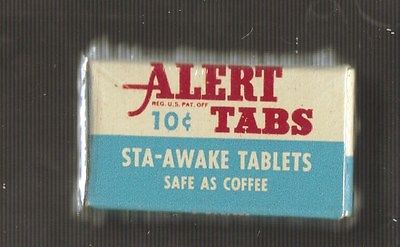 ALERT
REG. U.S. PAT. OFF
10¢ TABS
STA-AWAKE TABLETS
SAFE AS COFFEE